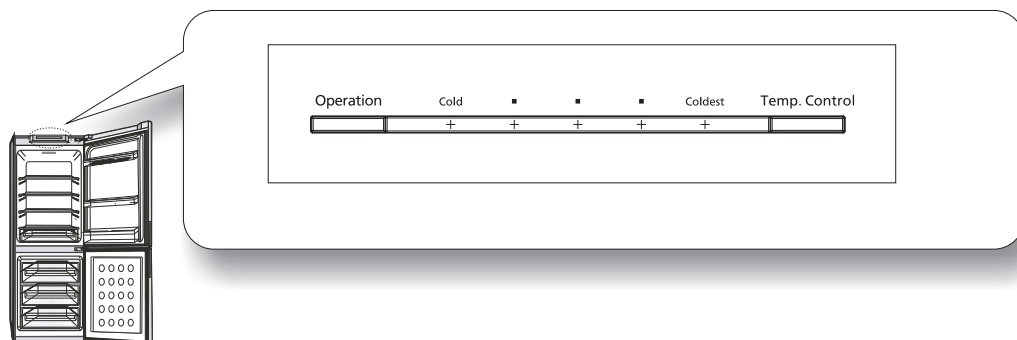 Operation Cold ▪ ▪ ▪ Coldest Temp. Control